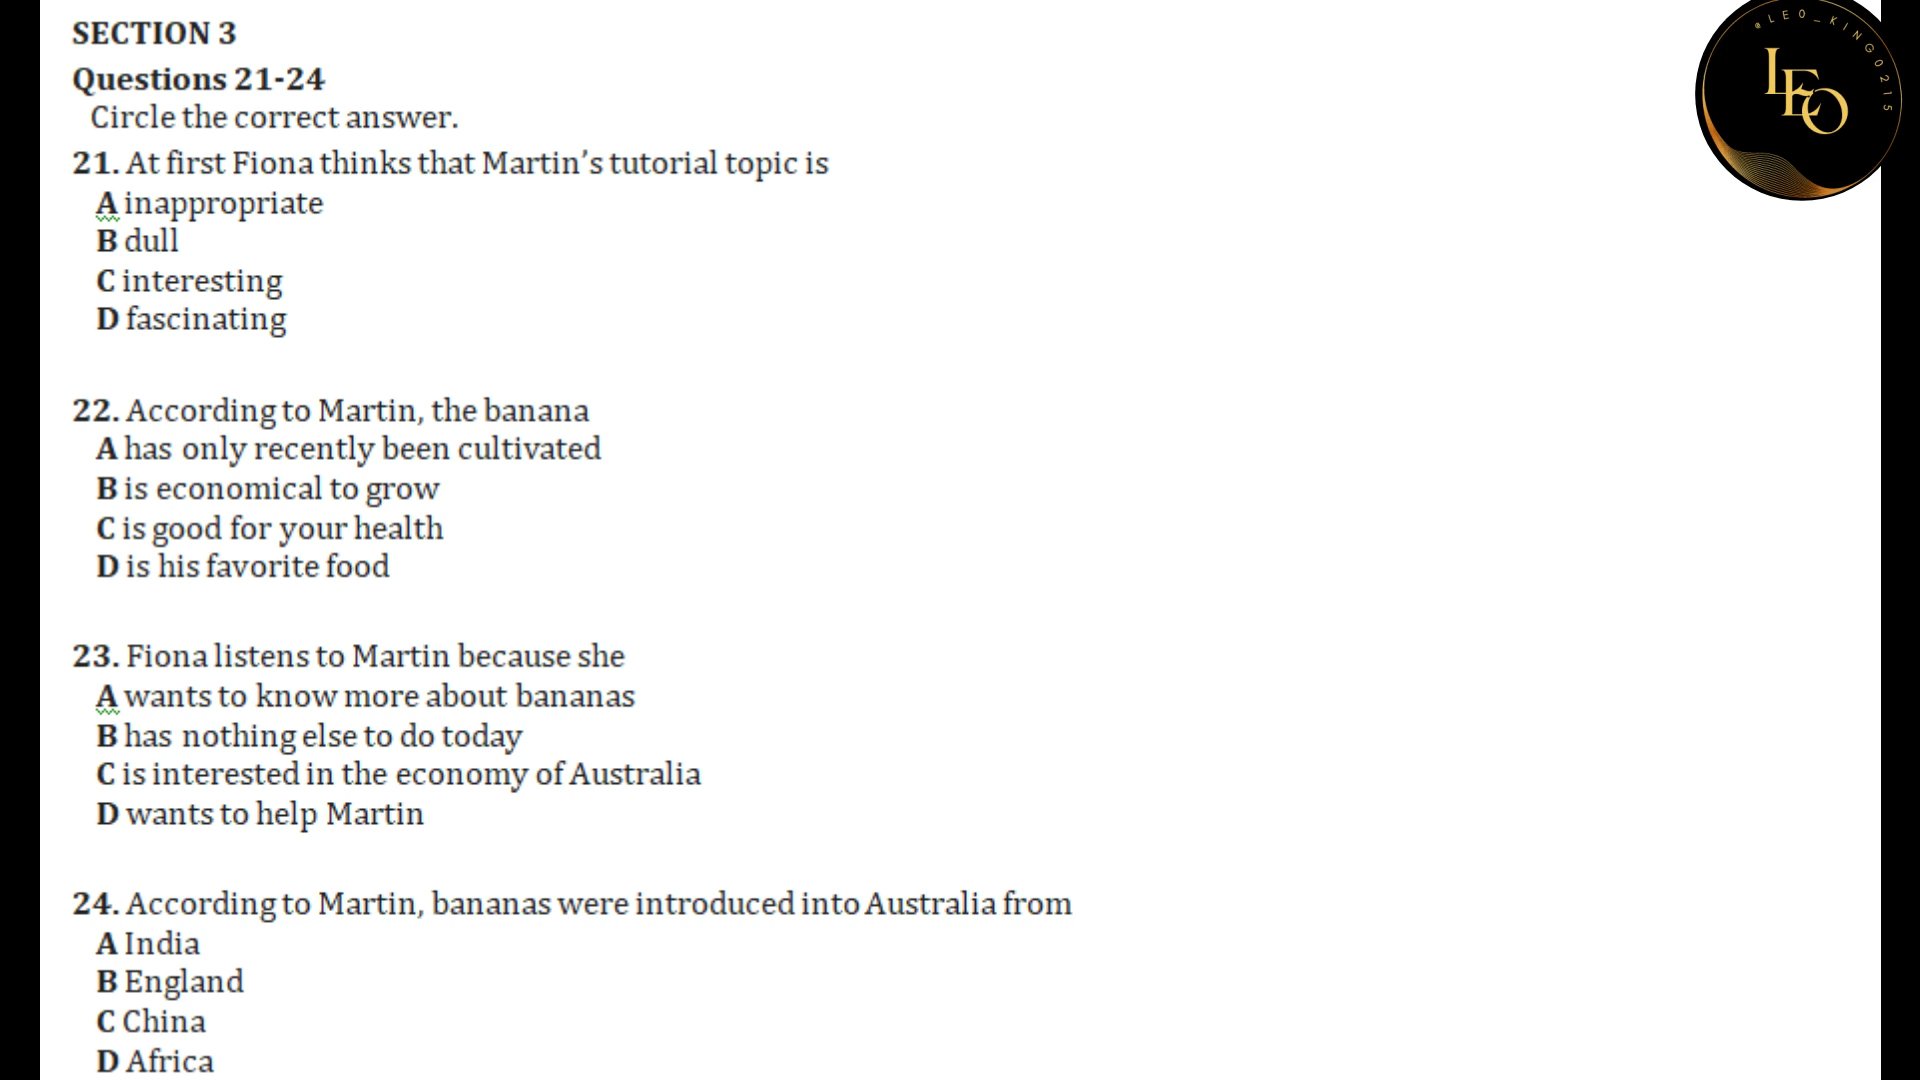 SECTION 3
Questions 21-24
Circle the correct answer.
21. At first Fiona thinks that Martin’s tutorial topic is
A inappropriate
B dull
C interesting
D fascinating
22. According to Martin, the banana
A has only recently been cultivated
B is economical to grow
C is good for your health
D is his favorite food
23. Fiona listens to Martin because she
A wants to know more about bananas
B has nothing else to do today
C is interested in the economy of Australia
D wants to help Martin
24. According to Martin, bananas were introduced into Australia from
A India
B England
C China
D Africa
@LEO_KING0215
LEO